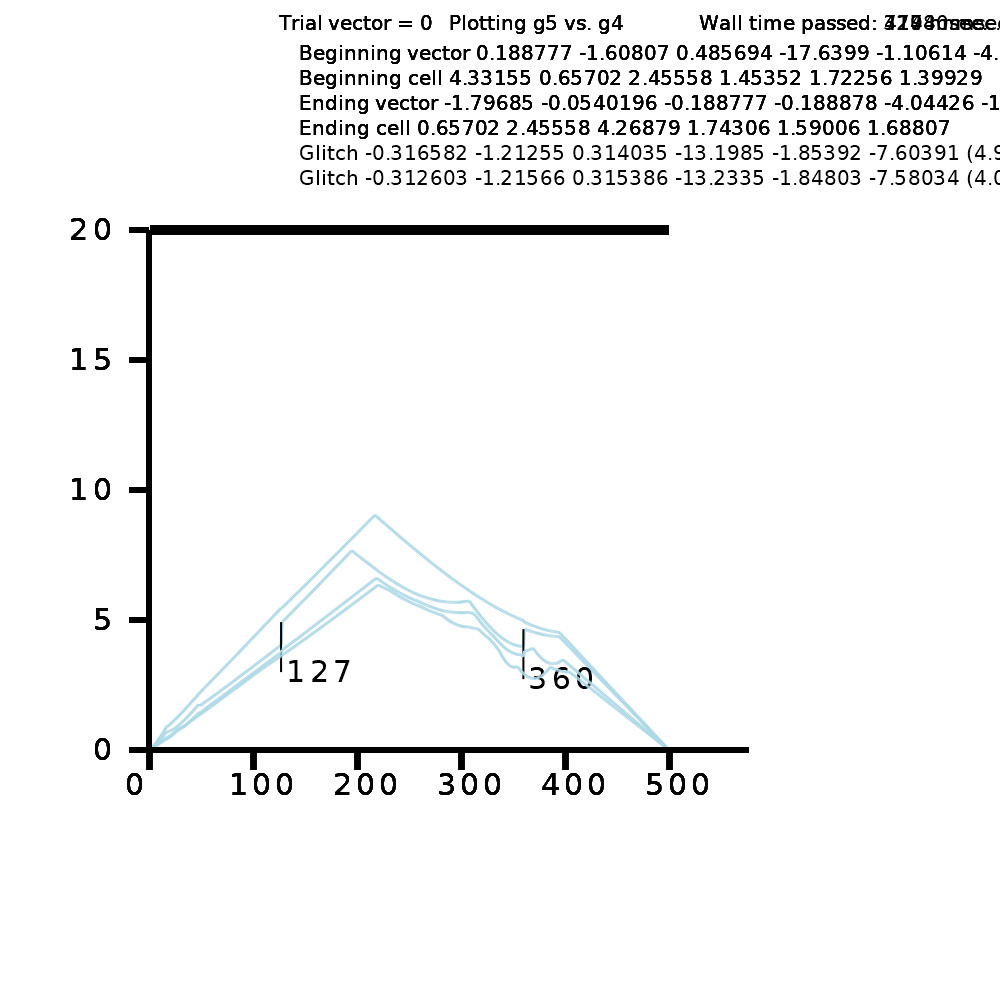 Trial vector = 0 Plotting g5 vs. g4 Wall time passed:
Beginning vector 0.188777 -1.60807 0.485694 -17.6399 -1.10614 -4.
Beginning cell 4.33155 0.65702 2.45558 1.45352 1.72256 1.39929
Ending vector -1.79685 -0.0540196 -0.188777 -0.188878 -4.04426 -1
Ending cell 0.65702 2.45558 4.26879 1.74306 1.59006 1.68807
Glitch -0.316582 -1.21255 0.314035 -13.1985 -1.85392 -7.60391 (4.9
Glitch -0.312603 -1.21566 0.315386 -13.2335 -1.84803 -7.58034 (4.0
20
15
10
5
127 360
0
0 100 200 300 400 500